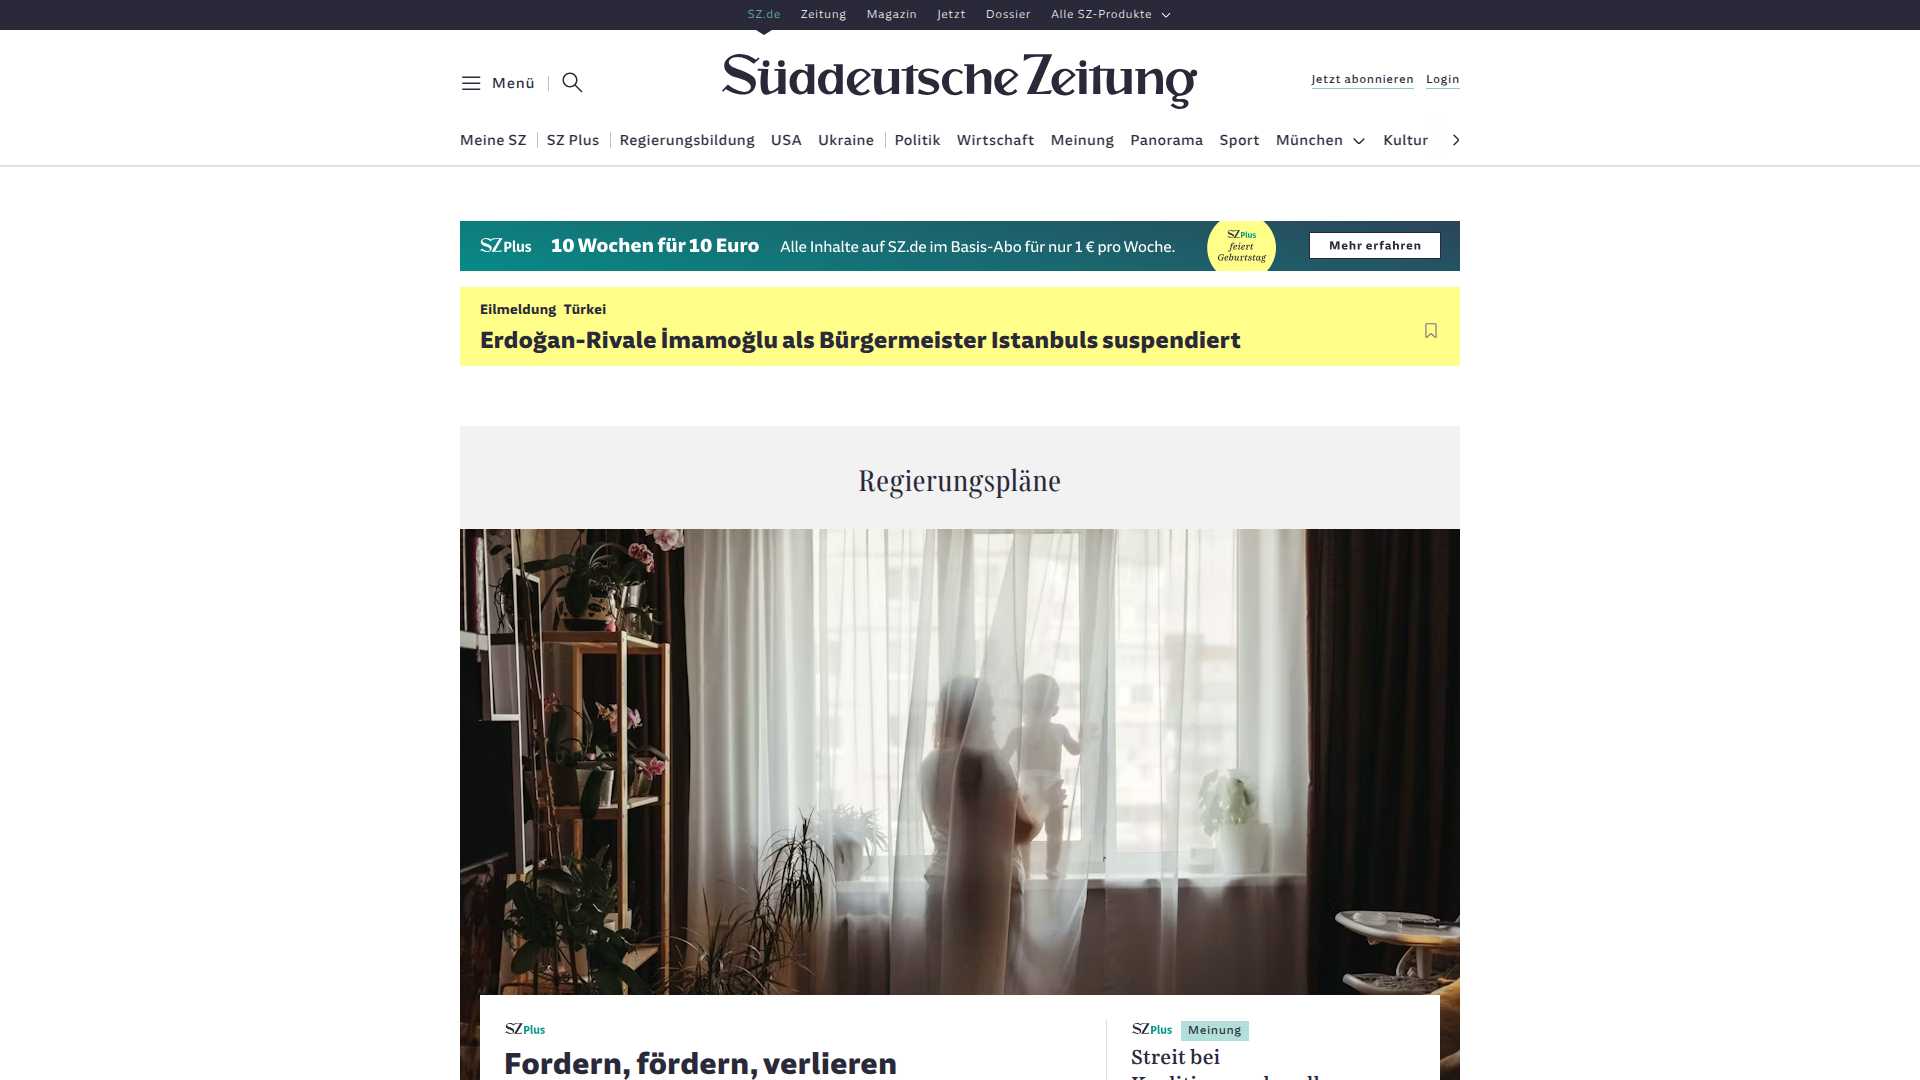 SZ.de Zeitung Magazin Jetzt Dossier Alle SZ-Produkte
Menü
Süddeutsche Zeitung
Jetzt abonnieren Login
Meine SZ SZ Plus Regierungsbildung USA Ukraine Politik Wirtschaft Meinung Panorama Sport München Kultur
SZ Plus 10 Wochen für 10 Euro Alle Inhalte auf SZ.de im Basis-Abo für nur 1 € pro Woche.
SZ Plus
feiert
Geburtstag
Mehr erfahren
Eilmeldung Türkei
Erdoğan-Rivale İmamoğlu als Bürgermeister Istanbuls suspendiert
Regierungspläne
SZ Plus
Fordern, fördern, verlieren
SZ Plus Meinung
Streit bei